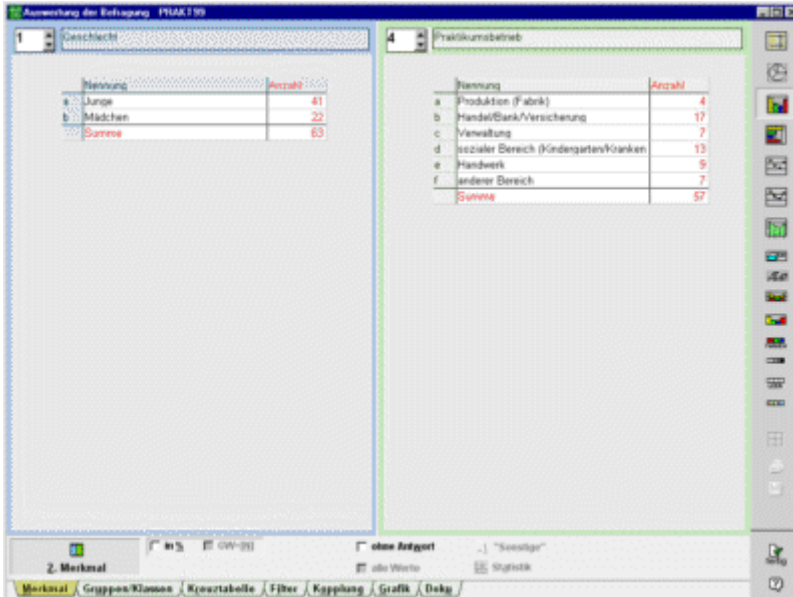 Auswertung der Befragung PRAKT99
1 Geschlecht
Nennung Anzahl
a Junge 41
b Mädchen 22
Summe 63
4 Praktikumsbetrieb
Nennung Anzahl
a Produktion (Fabrik) 4
b Handel/Bank/Versicherung 17
c Verwaltung 7
d sozialer Bereich (Kindergarten/Kranken 13
e Handwerk 9
f anderer Bereich 7
Summe 57
2. Merkmal
in %
ohne Antwort
alle Werte
"Sonstige"
Statistik
fertig
Merkmal Gruppen/Klassen Kreuztabelle Filter Kopplung Grafik Doku